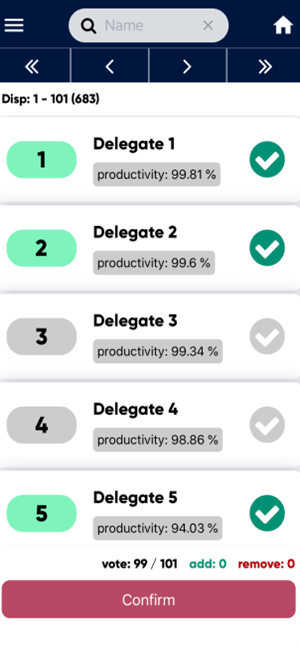 Name
Disp: 1 - 101 (683)
1
Delegate 1
productivity: 99.81 %
2
Delegate 2
productivity: 99.6 %
3
Delegate 3
productivity: 99.34 %
4
Delegate 4
productivity: 98.86 %
5
Delegate 5
productivity: 94.03 %
vote: 99 / 101 add: 0 remove: 0
Confirm